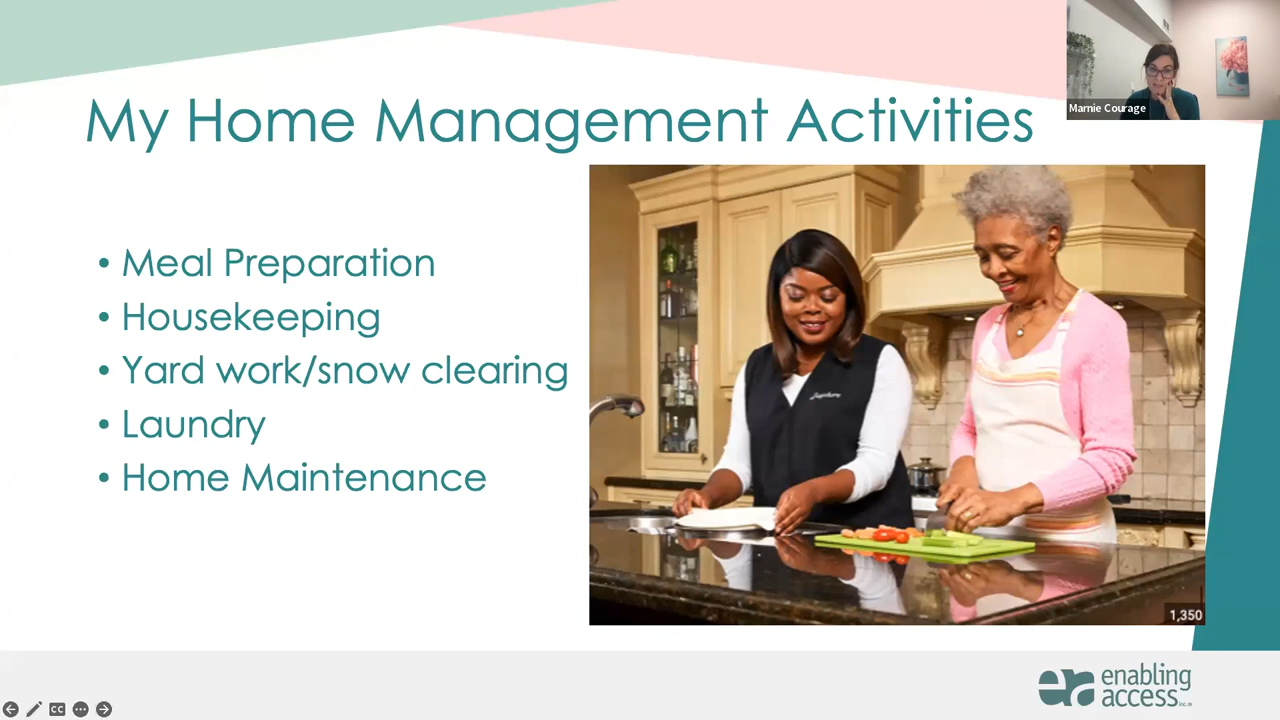 My Home Management Activities
Marnie Courage
• Meal Preparation
• Housekeeping
• Yard work/snow clearing
• Laundry
• Home Maintenance
1,350
CC
enabling
access